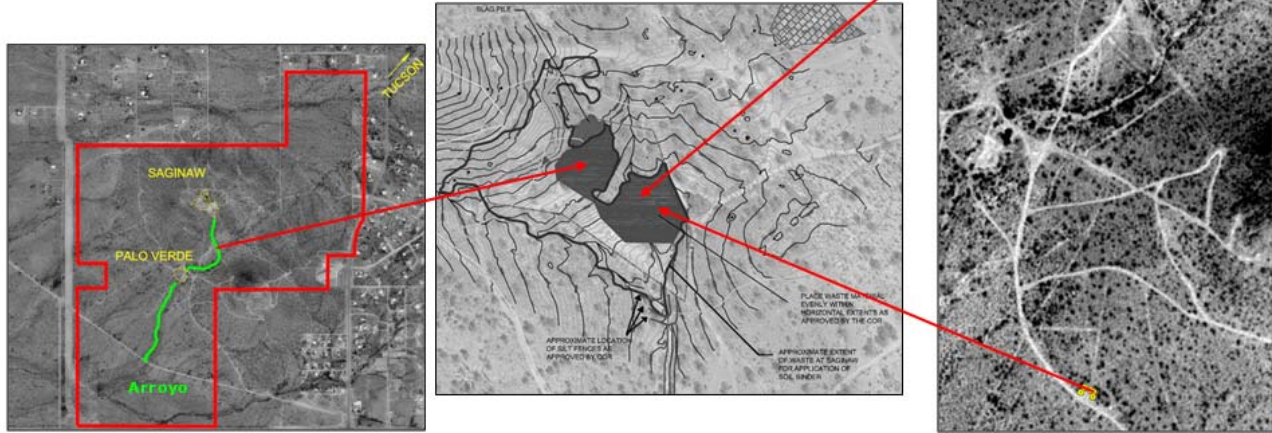 TUCSON
SAGINAW
PALO VERDE
Arroyo
SLAG PILE
PLACE WASTE MATERIAL
EVENLY WITHIN
HORIZONTAL EXTENTS AS
APPROVED BY THE COR
APPROXIMATE LOCATION
OF SILT FENCES AS
APPROVED BY COR
APPROXIMATE EXTENT
OF WASTE AT SAGINAW
FOR APPLICATION OF
SOIL BINDER